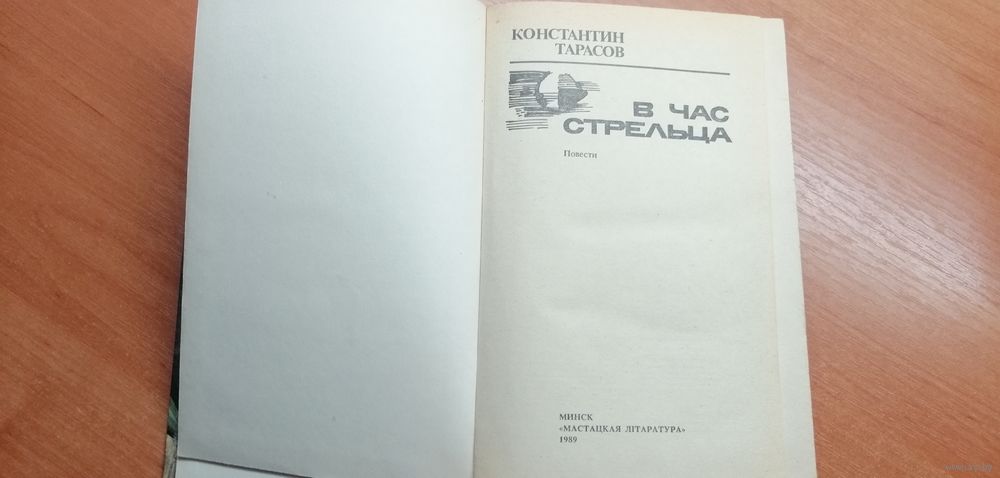 КОНСТАНТИН
ТАРАСОВ
В ЧАС
СТРЕЛЬЦА
Повести
МИНСК
«МАСТАЦКАЯ ЛІТАРАТУРА»
1989